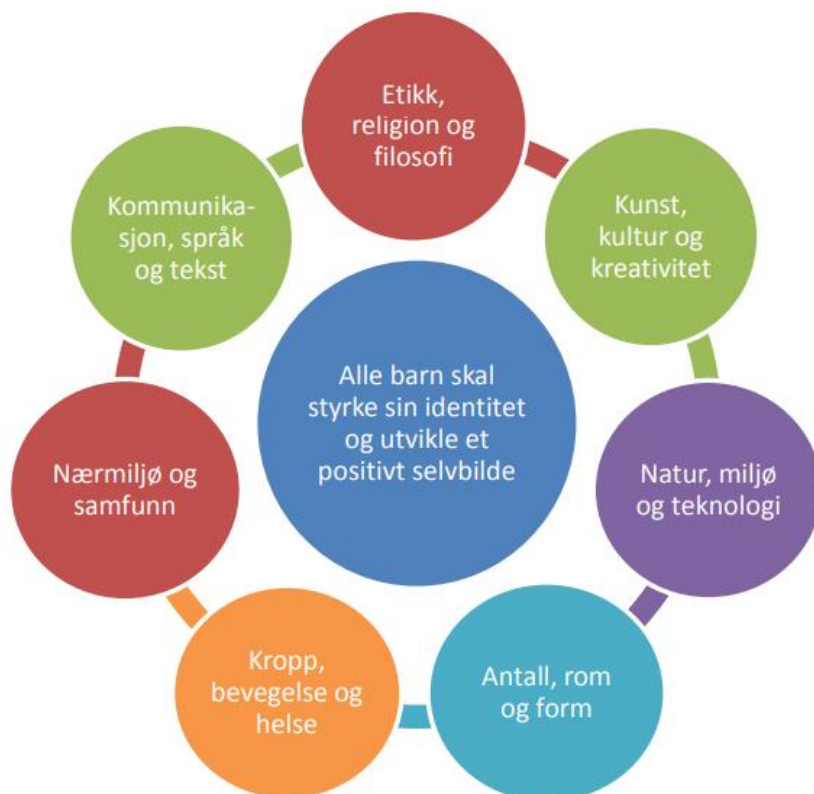 Etikk,
religion og
filosofi
Kunst,
kultur og
kreativitet
Natur, miljø
og teknologi
Antall, rom
og form
Kropp,
bevegelse og
helse
Nærmiljø og
samfunn
Kommunika-
sjon, språk
og tekst
Alle barn skal
styrke sin identitet
og utvikle et
positivt selvbilde